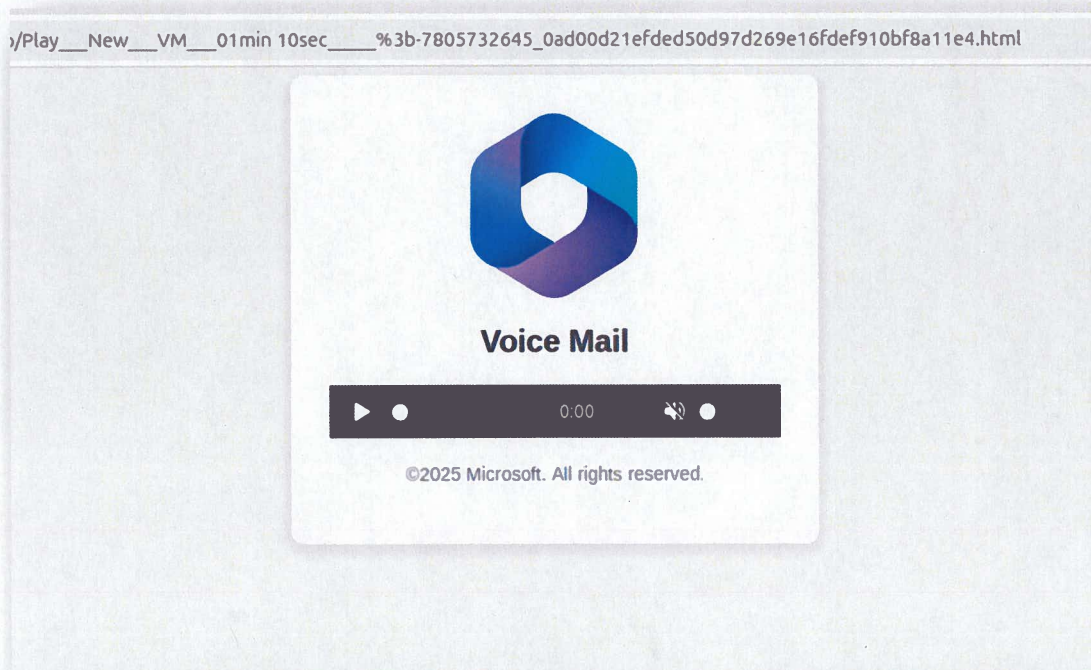 /Play___New___VM___01min 10sec_____%3b-7805732645_0ad00d21efded50d97d269e16fdef910bf8a11e4.html
Voice Mail
0:00
©2025 Microsoft. All rights reserved.